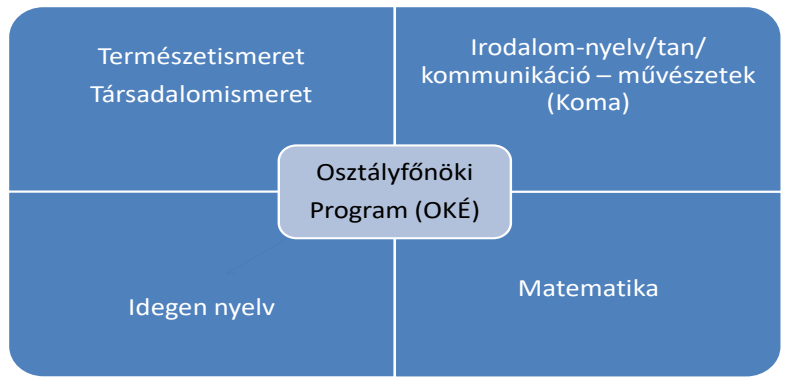 Természetismeret
Társadalomismeret
Irodalom-nyelv/tan/
kommunikáció – művészetek
(Koma)
Osztályfőnöki
Program (OKÉ)
Idegen nyelv
Matematika